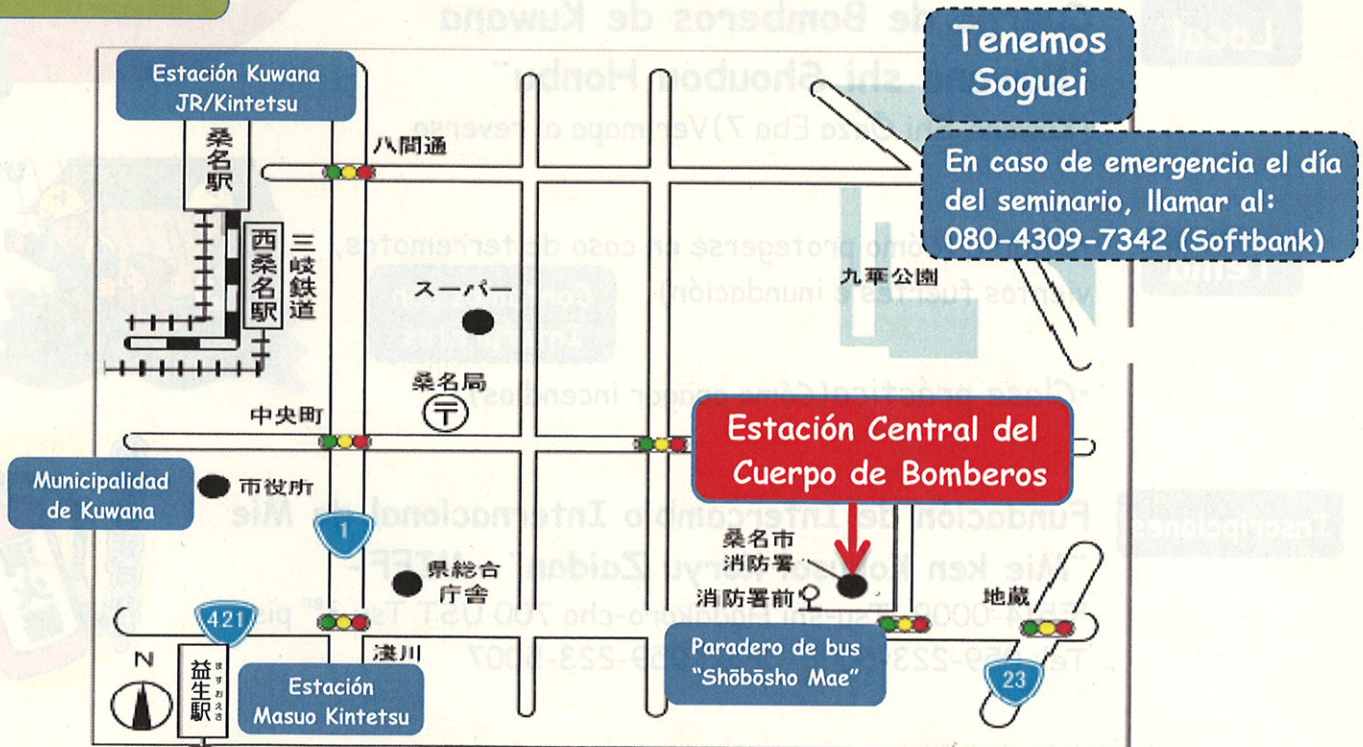 Estación Kuwana
JR/Kintetsu
Tenemos
Soguei
桑名駅
八間通
En caso de emergencia el día
del seminario, llamar al:
080-4309-7342 (Softbank)
西桑名駅
三岐鉄道
スーパー
九華公園
桑名局
〒
中央町
Estación Central del
Cuerpo de Bomberos
Municipalidad
de Kuwana
市役所
1
桑名市
消防署
県総合
庁舎
消防署前
地蔵
421
淺川
Paradero de bus
“Shōbōsho Mae”
23
N
益生駅
ますおえき
Estación
Masuo Kintetsu